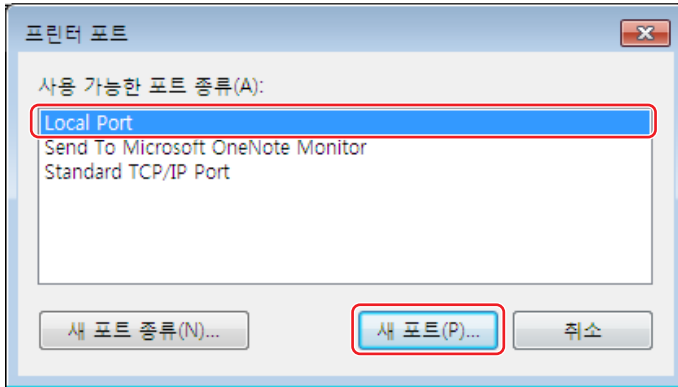 프린터 포트
사용 가능한 포트 종류(A):
Local Port
Send To Microsoft OneNote Monitor
Standard TCP/IP Port
새 포트 종류(N)... 새 포트(P)... 취소